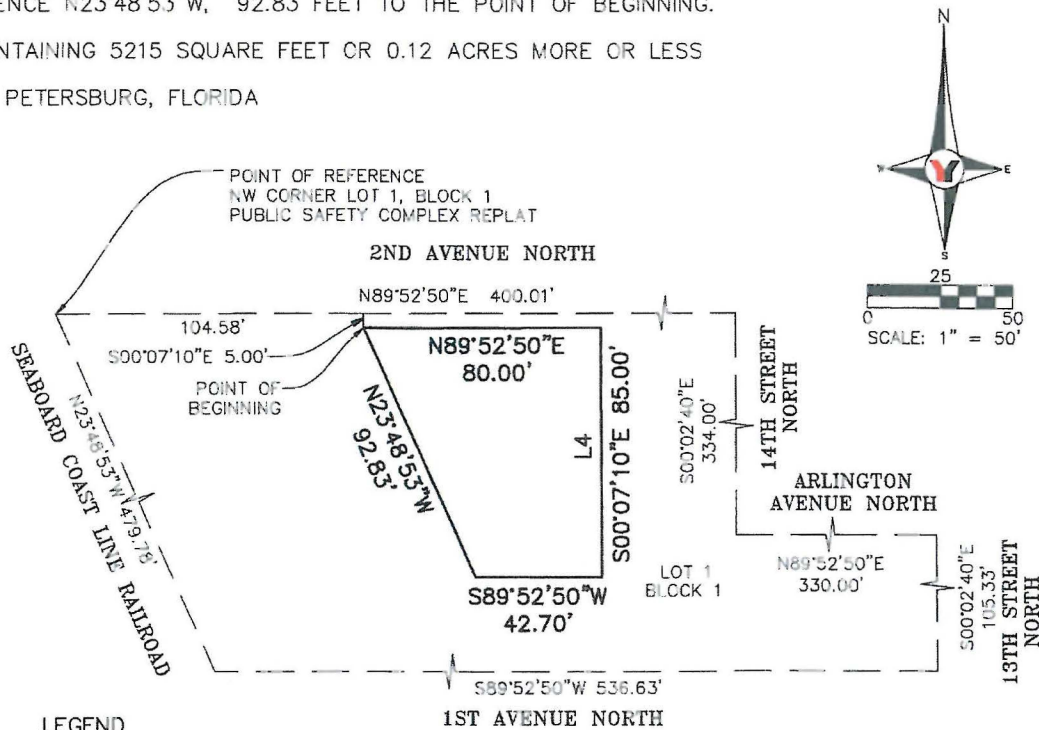 ENCE N23°48'53"W, 92.83 FEET TO THE POINT OF BEGINNING.
NTAINING 5215 SQUARE FEET OR 0.12 ACRES MORE OR LESS
PETERSBURG, FLORIDA
N
W
E
S
25
0 50
SCALE: 1" = 50'
POINT OF REFERENCE
NW CORNER LOT 1, BLOCK 1
PUBLIC SAFETY COMPLEX REPLAT
2ND AVENUE NORTH
N89°52'50"E 400.01'
104.58'
S00°07'10"E 5.00'
POINT OF
BEGINNING
N89°52'50"E
80.00'
N23°48'53"W
92.83'
L4
S00°07'10"E 85.00'
S89°52'50"W
42.70'
SEABOARD COAST LINE RAILROAD
N23°48'53"W 479.78'
S00°02'40"E
334.00'
14TH STREET
NORTH
ARLINGTON
AVENUE NORTH
N89°52'50"E
330.00'
LOT 1
BLOCK 1
S00°02'40"E
105.33'
13TH STREET
NORTH
S89°52'50"W 536.63'
1ST AVENUE NORTH
LEGEND